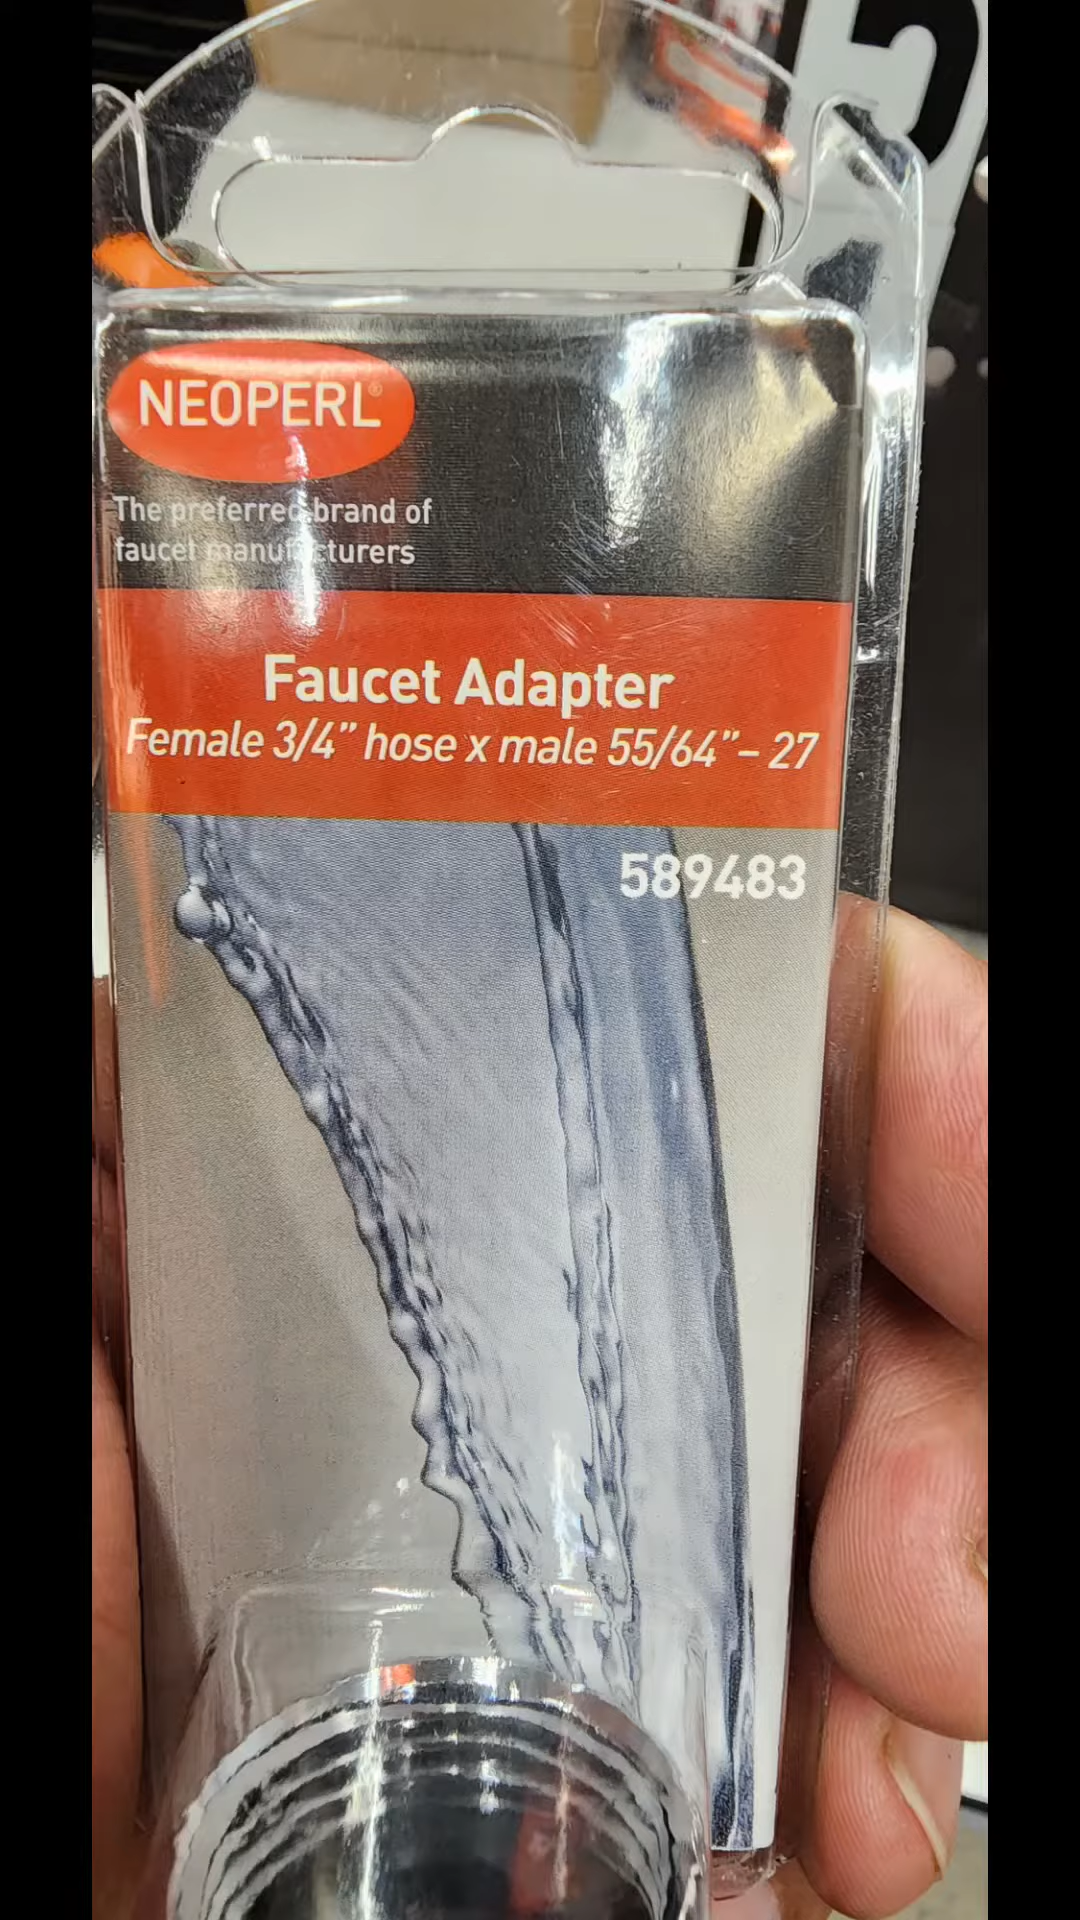 NEOPERL®
The preferred brand of
faucet manufacturers
Faucet Adapter
Female 3/4” hose x male 55/64”– 27
589483